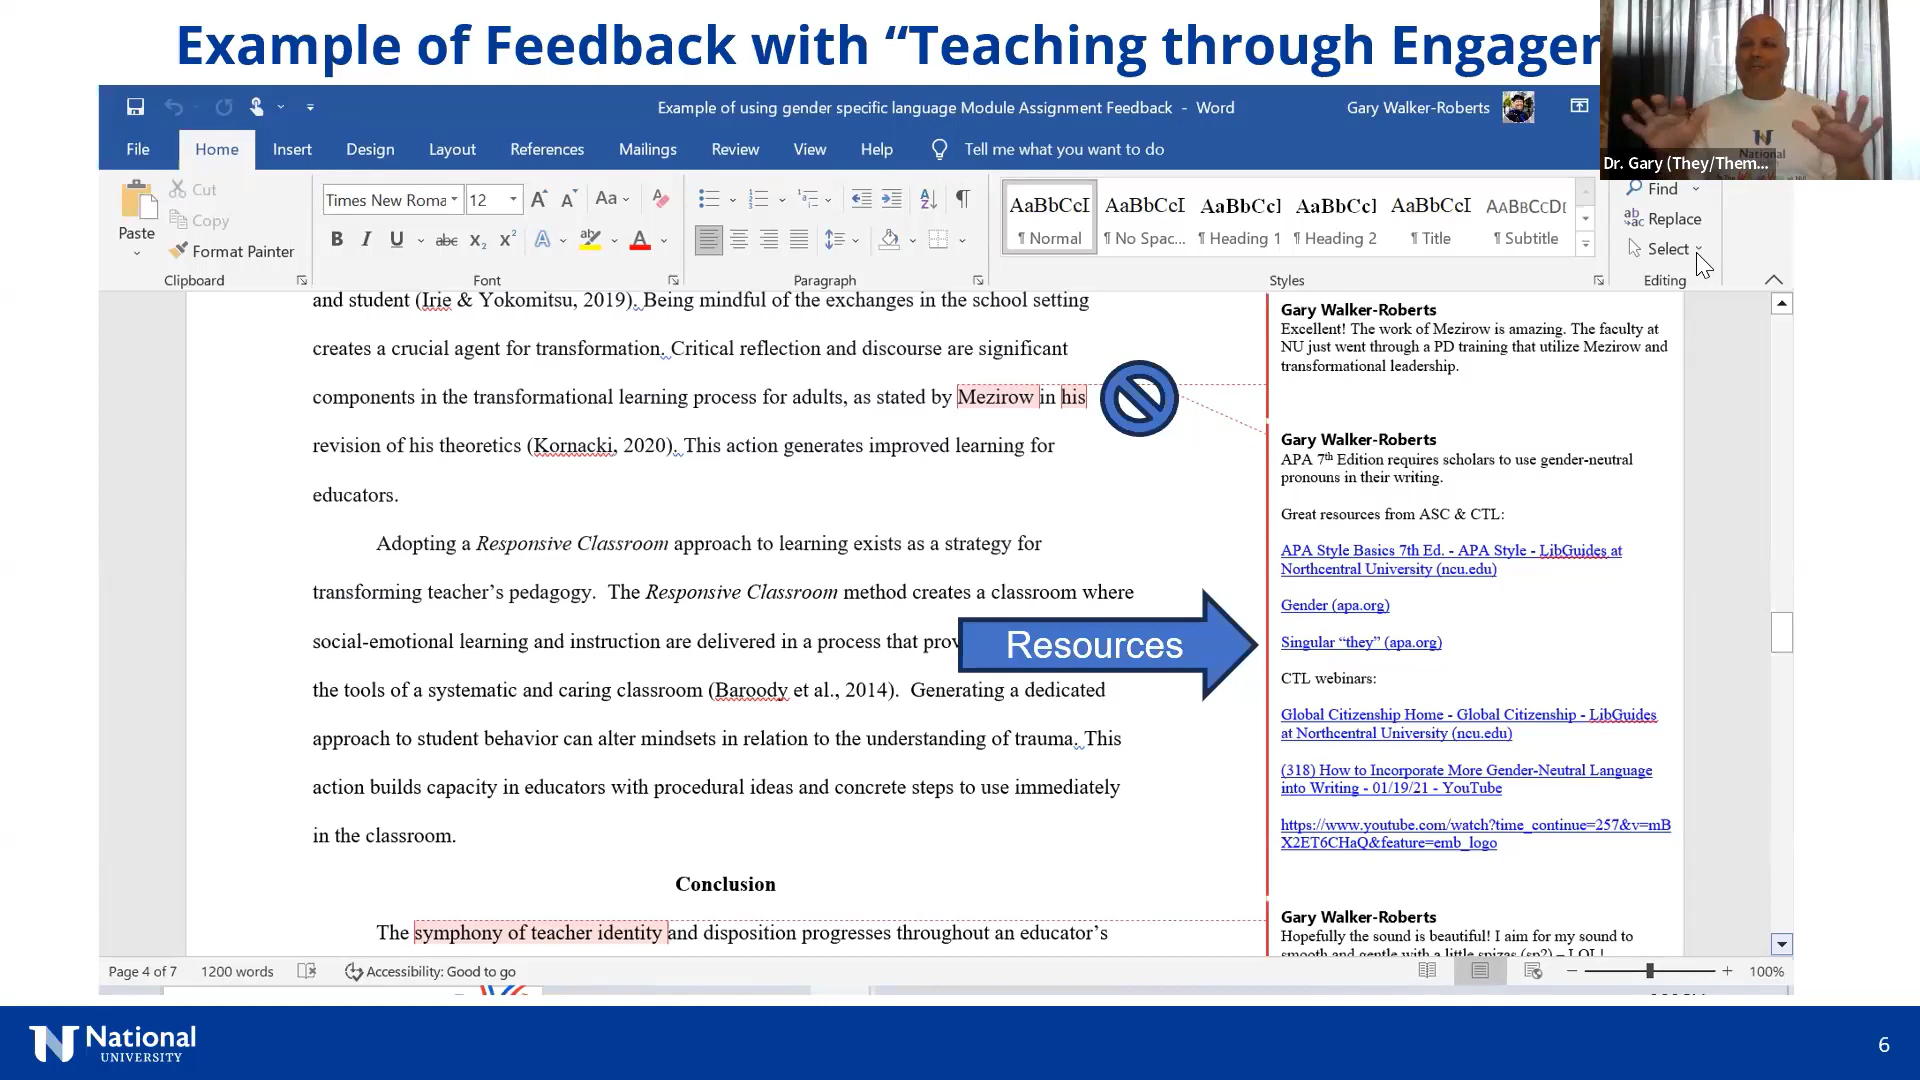 Example of Feedback with “Teaching through Engagem
Example of using gender specific language Module Assignment Feedback - Word
Gary Walker-Roberts
Dr. Gary (They/Them...
National
File Home Insert Design Layout References Mailings Review View Help Tell me what you want to do
Cut
Copy
Paste
Format Painter
Clipboard
Times New Roma 12
Font
Paragraph
AaBbCcI AaBbCcI AaBbCcI AaBbCcI AaBbCcI AaBbCcDi
¶ Normal ¶ No Spac... ¶ Heading 1 ¶ Heading 2 ¶ Title ¶ Subtitle
Styles
Find
Replace
Select
Editing
and student (Irie & Yokomitsu, 2019). Being mindful of the exchanges in the school setting
creates a crucial agent for transformation. Critical reflection and discourse are significant
components in the transformational learning process for adults, as stated by Mezirow in his
revision of his theoretics (Kornacki, 2020). This action generates improved learning for
educators.
Adopting a Responsive Classroom approach to learning exists as a strategy for
transforming teacher’s pedagogy. The Responsive Classroom method creates a classroom where
social-emotional learning and instruction are delivered in a process that prov
the tools of a systematic and caring classroom (Baroody et al., 2014). Generating a dedicated
approach to student behavior can alter mindsets in relation to the understanding of trauma. This
action builds capacity in educators with procedural ideas and concrete steps to use immediately
in the classroom.
Conclusion
The symphony of teacher identity and disposition progresses throughout an educator’s
Resources
Gary Walker-Roberts
Excellent! The work of Mezirow is amazing. The faculty at
NU just went through a PD training that utilize Mezirow and
transformational leadership.
Gary Walker-Roberts
APA 7th Edition requires scholars to use gender-neutral
pronouns in their writing.
Great resources from ASC & CTL:
APA Style Basics 7th Ed. - APA Style - LibGuides at
Northcentral University (ncu.edu)
Gender (apa.org)
Singular “they” (apa.org)
CTL webinars:
Global Citizenship Home - Global Citizenship - LibGuides
at Northcentral University (ncu.edu)
(318) How to Incorporate More Gender-Neutral Language
into Writing - 01/19/21 - YouTube
https://www.youtube.com/watch?time_continue=257&v=mB
X2ET6CHaQ&feature=emb_logo
Gary Walker-Roberts
Hopefully the sound is beautiful! I aim for my sound to
smooth and gentle with a little spizas (sp?) – LOL!
Page 4 of 7 1200 words Accessibility: Good to go 100%
National
UNIVERSITY
6